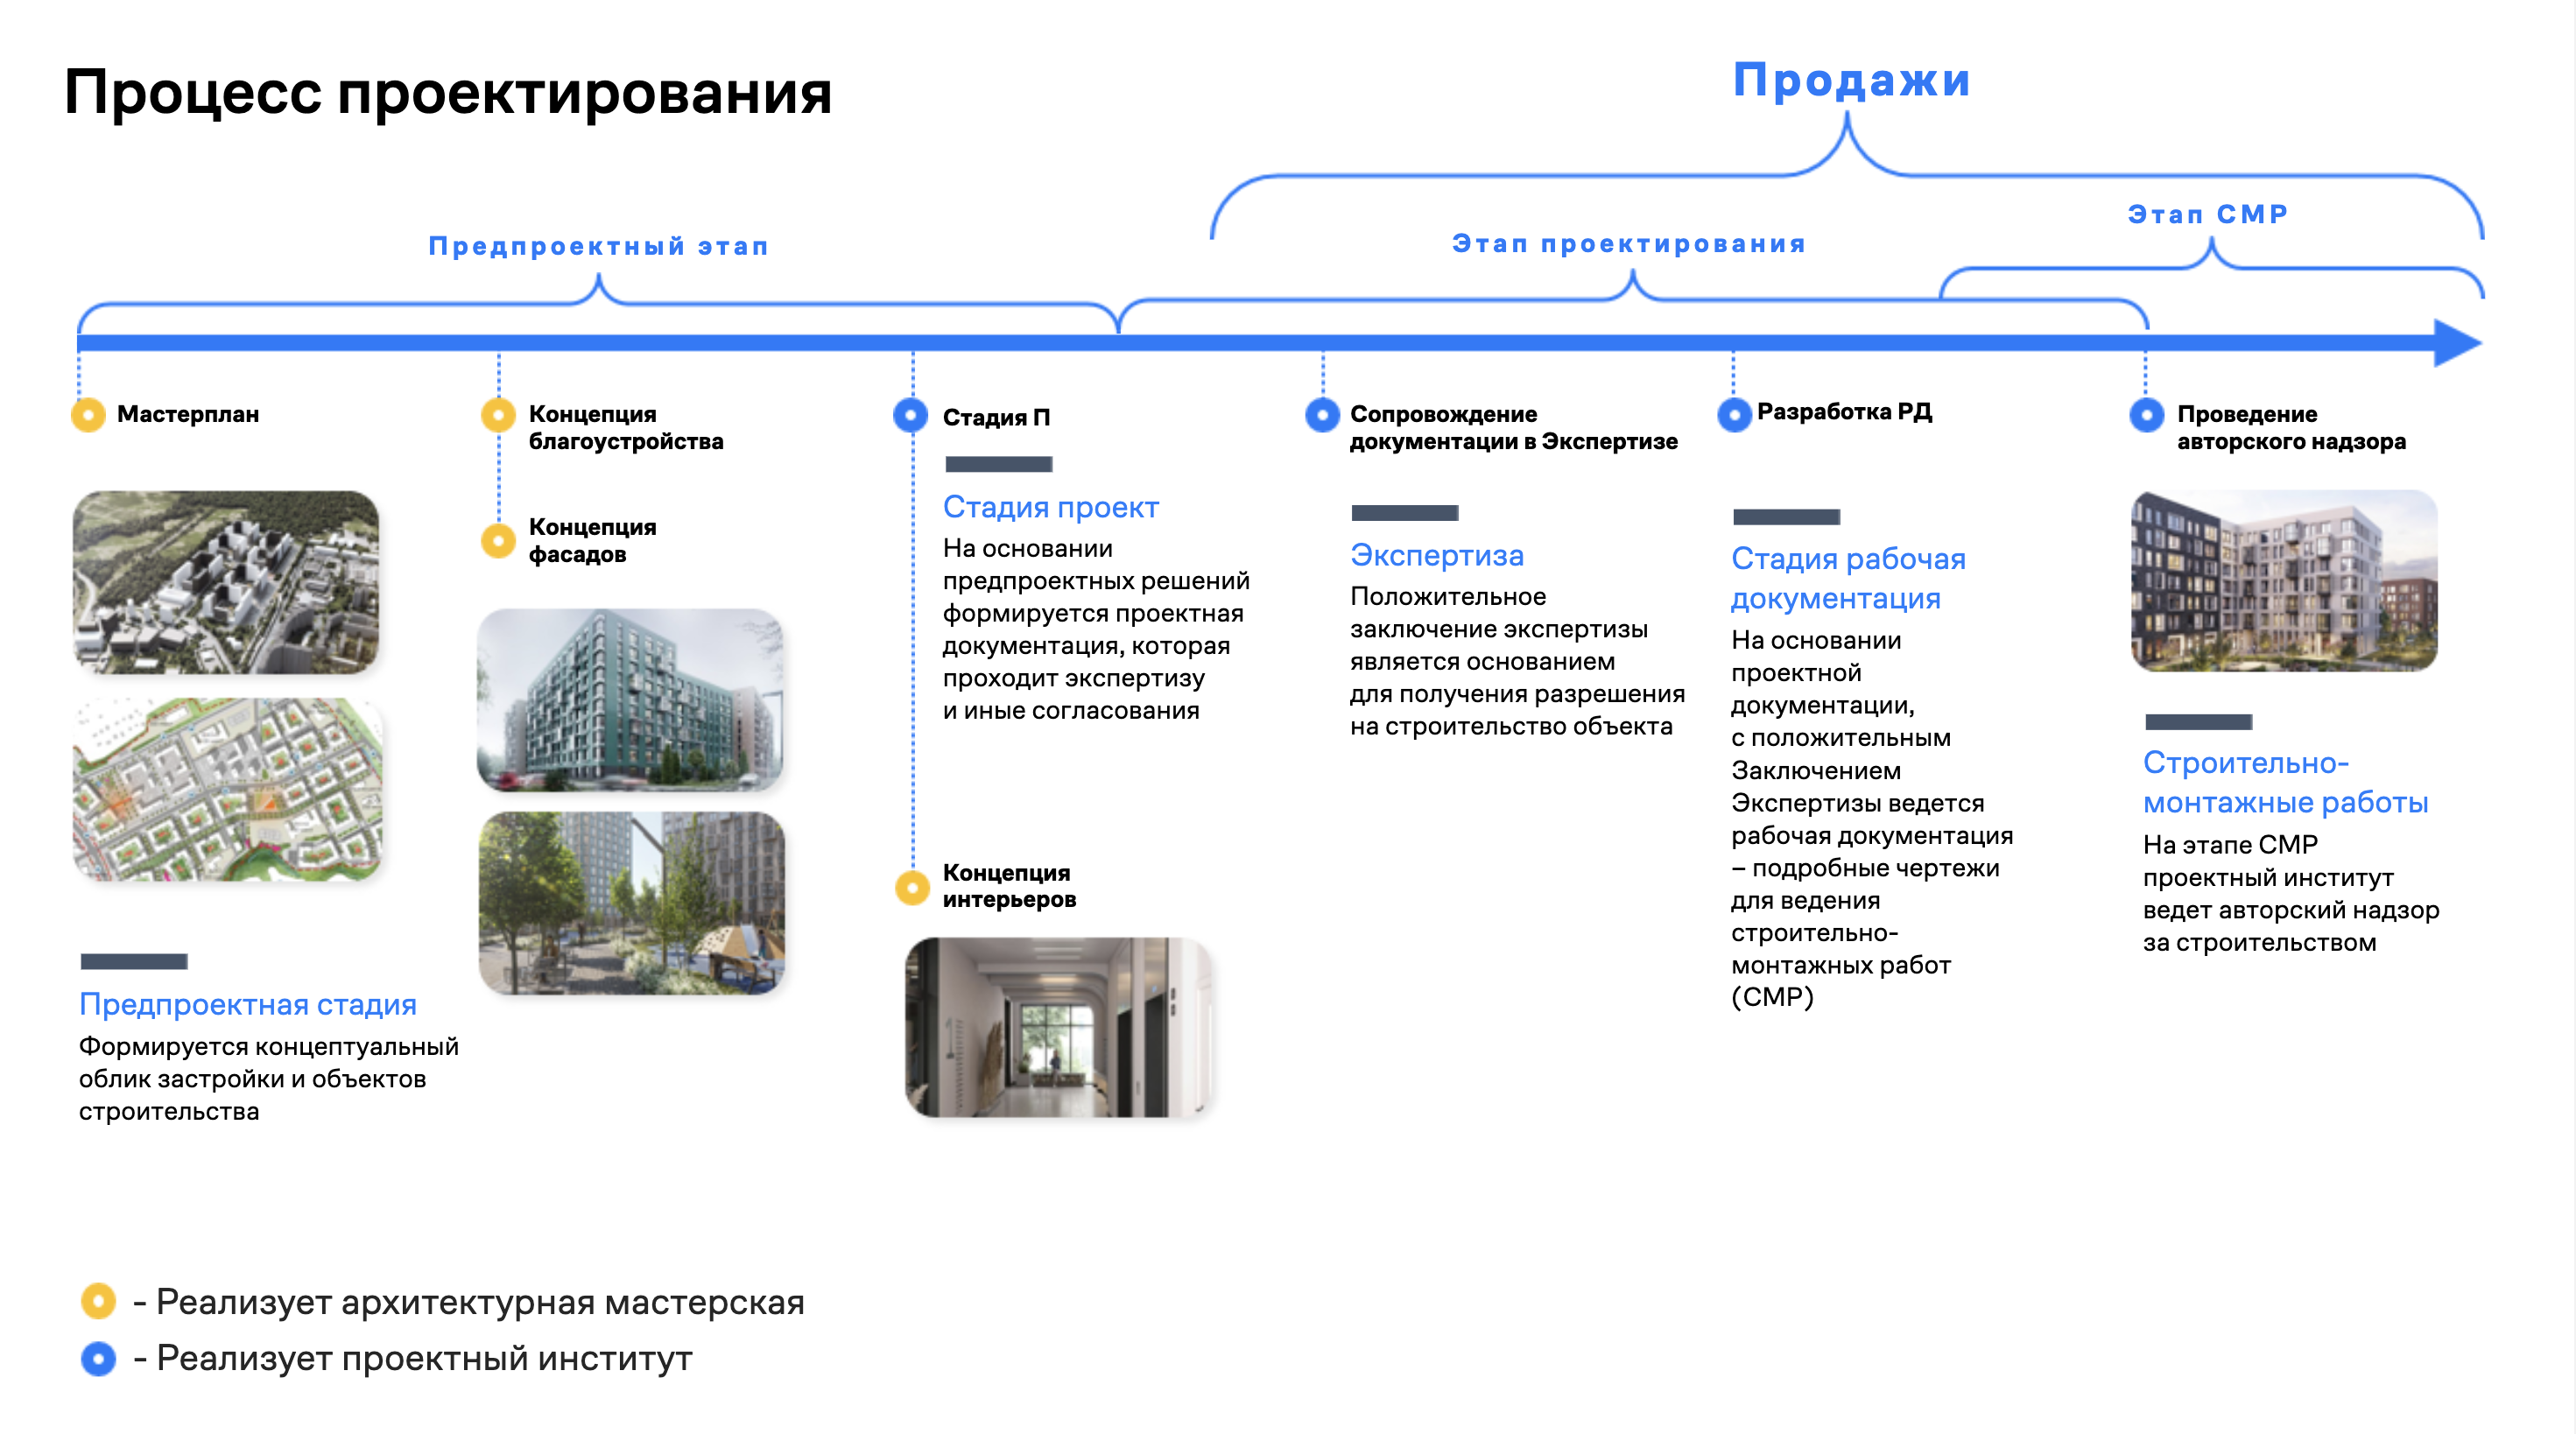 Процесс проектирования
Продажи
Предпроектный этап
Этап проектирования
Этап СМР
Мастерплан
Предпроектная стадия
Формируется концептуальный
облик застройки и объектов
строительства
Концепция
благоустройства
Концепция
фасадов
Стадия П
Стадия проект
На основании
предпроектных решений
формируется проектная
документация, которая
проходит экспертизу
и иные согласования
Концепция
интерьеров
Сопровождение
документации в Экспертизе
Экспертиза
Положительное
заключение экспертизы
является основанием
для получения разрешения
на строительство объекта
Разработка РД
Стадия рабочая
документация
На основании
проектной
документации,
с положительным
Заключением
Экспертизы ведется
рабочая документация
– подробные чертежи
для ведения
строительно-
монтажных работ
(СМР)
Проведение
авторского надзора
Строительно-
монтажные работы
На этапе СМР
проектный институт
ведет авторский надзор
за строительством
- Реализует архитектурная мастерская
- Реализует проектный институт